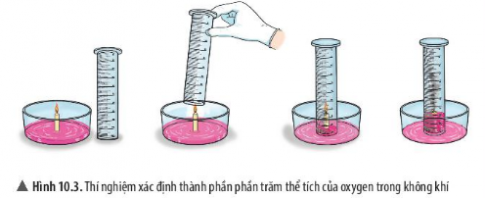 ▲ Hình 10.3. Thí nghiệm xác định thành phần phần trăm thể tích của oxygen trong không khí